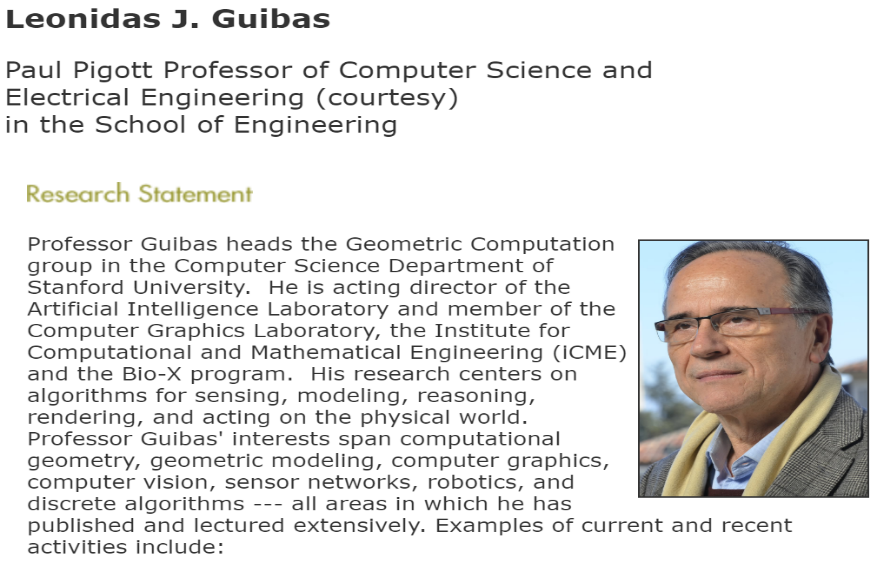 Leonidas J. Guibas
Paul Pigott Professor of Computer Science and
Electrical Engineering (courtesy)
in the School of Engineering
Research Statement
Professor Guibas heads the Geometric Computation
group in the Computer Science Department of
Stanford University.  He is acting director of the
Artificial Intelligence Laboratory and member of the
Computer Graphics Laboratory, the Institute for
Computational and Mathematical Engineering (iCME)
and the Bio-X program.  His research centers on
algorithms for sensing, modeling, reasoning,
rendering, and acting on the physical world.
Professor Guibas' interests span computational
geometry, geometric modeling, computer graphics,
computer vision, sensor networks, robotics, and
discrete algorithms --- all areas in which he has
published and lectured extensively. Examples of current and recent
activities include: